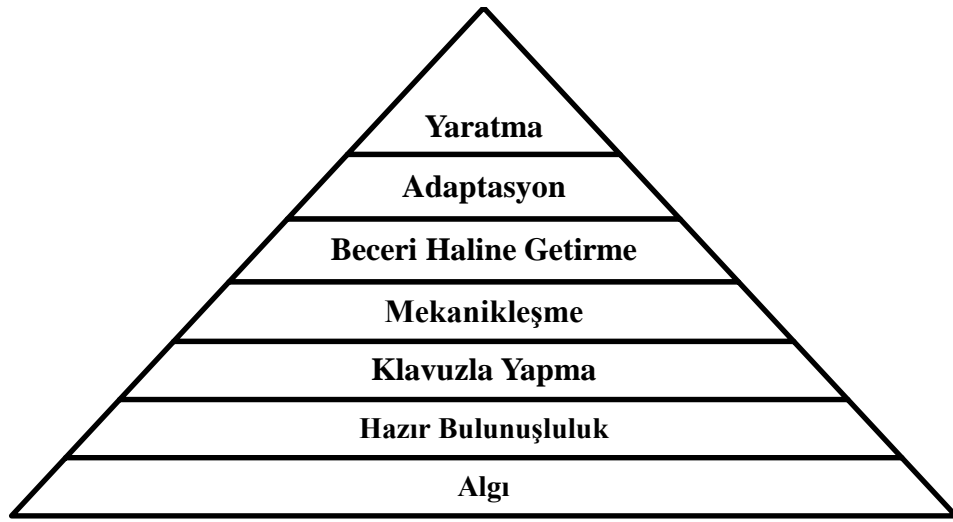 Yaratma
Adaptasyon
Beceri Haline Getirme
Mekanikleşme
Klavuzla Yapma
Hazır Bulunuşluluk
Algı